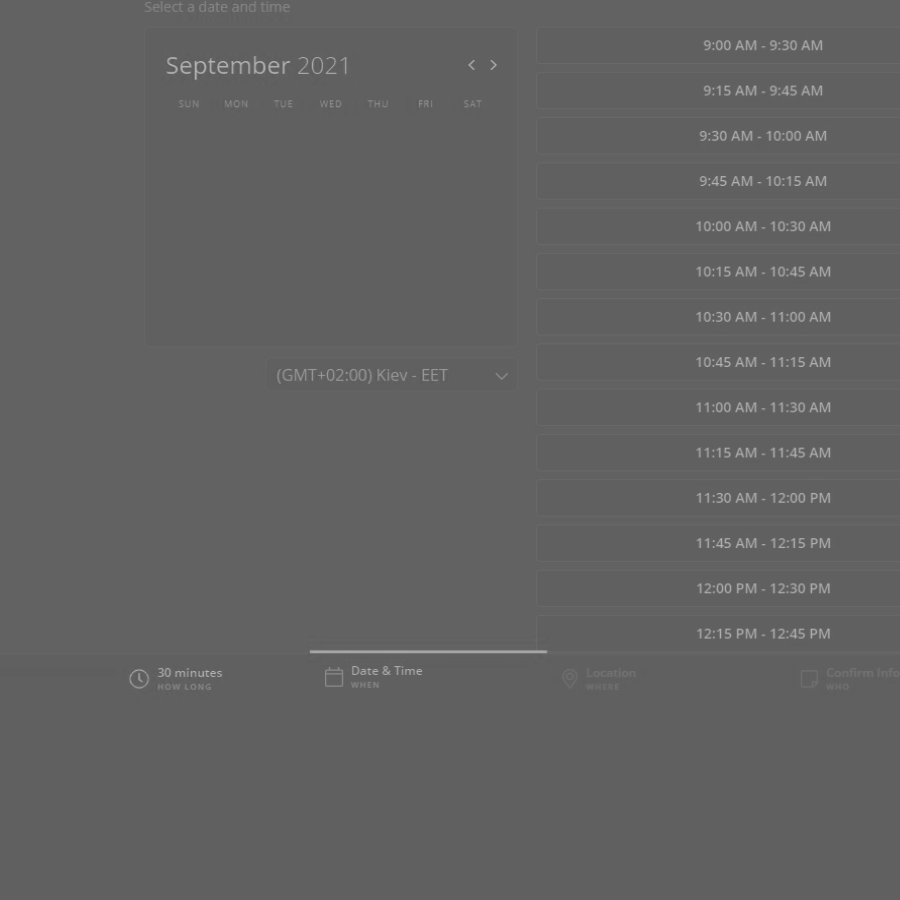 Select a date and time
September 2021
SUN MON TUE WED THU FRI SAT
(GMT+02:00) Kiev - EET
9:00 AM - 9:30 AM
9:15 AM - 9:45 AM
9:30 AM - 10:00 AM
9:45 AM - 10:15 AM
10:00 AM - 10:30 AM
10:15 AM - 10:45 AM
10:30 AM - 11:00 AM
10:45 AM - 11:15 AM
11:00 AM - 11:30 AM
11:15 AM - 11:45 AM
11:30 AM - 12:00 PM
11:45 AM - 12:15 PM
12:00 PM - 12:30 PM
12:15 PM - 12:45 PM
30 minutes
HOW LONG
Date & Time
WHEN
Location
WHERE
Confirm Info
WHO